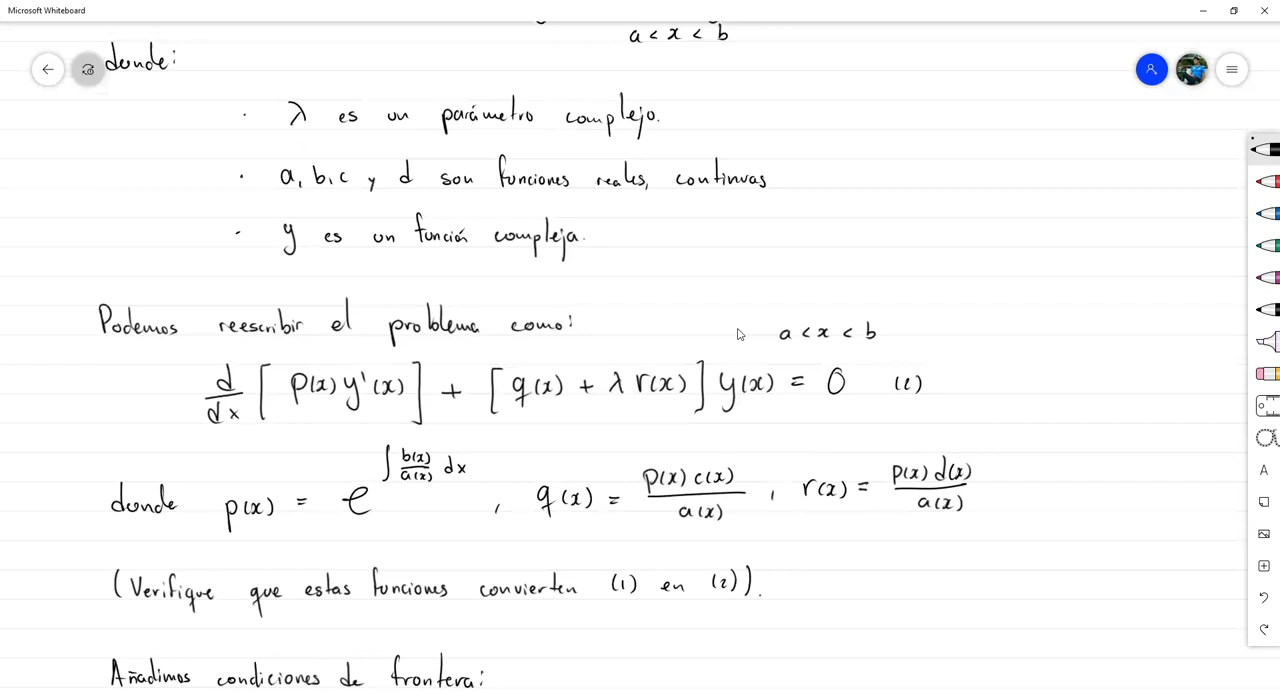 Microsoft Whiteboard
a < x < b
donde:
· λ es un parámetro complejo.
· a, b, c y d son funciones reales, continuas
· y es un función compleja.
Podemos reescribir el problema como:
a < x < b
d/dx [ p(x) y'(x) ] + [ q(x) + λ r(x) ] y(x) = 0 (2)
donde p(x) = e^{∫ b(x)/a(x) dx} , q(x) = p(x) c(x) / a(x) , r(x) = p(x) d(x) / a(x)
(Verifique que estas funciones convierten (1) en (2)).
Añadimos condiciones de frontera: